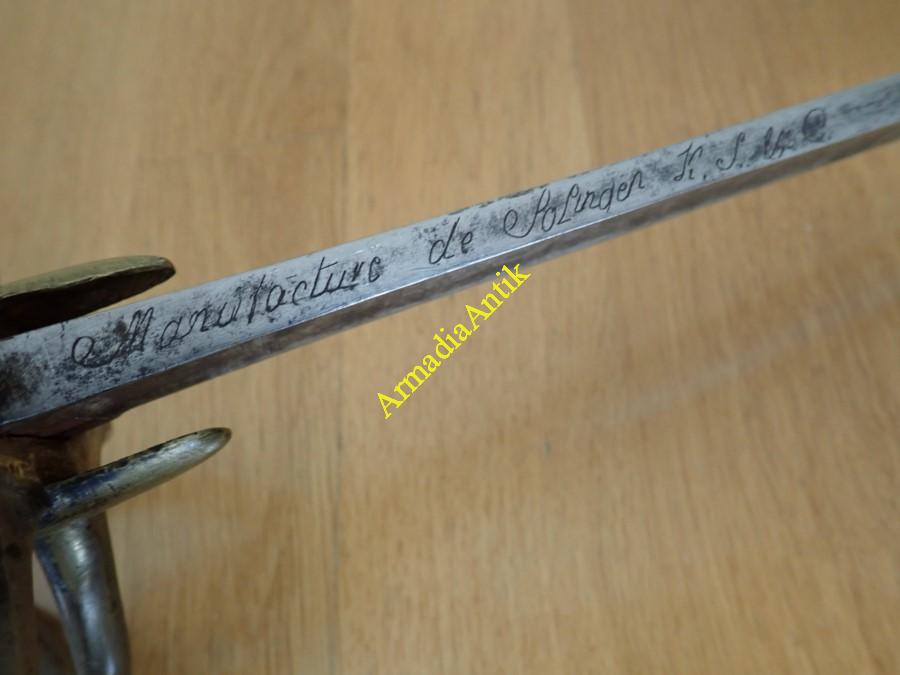 Manufacture de Solingen K. S. & C
ArmadiaAntik